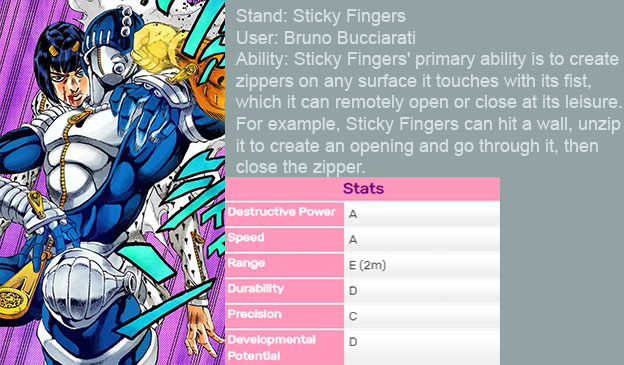 Stand: Sticky Fingers
User: Bruno Bucciarati
Ability: Sticky Fingers' primary ability is to create
zippers on any surface it touches with its fist,
which it can remotely open or close at its leisure.
For example, Sticky Fingers can hit a wall, unzip
it to create an opening and go through it, then
close the zipper.
Stats
Destructive Power A
Speed A
Range E (2m)
Durability D
Precision C
Developmental
Potential D